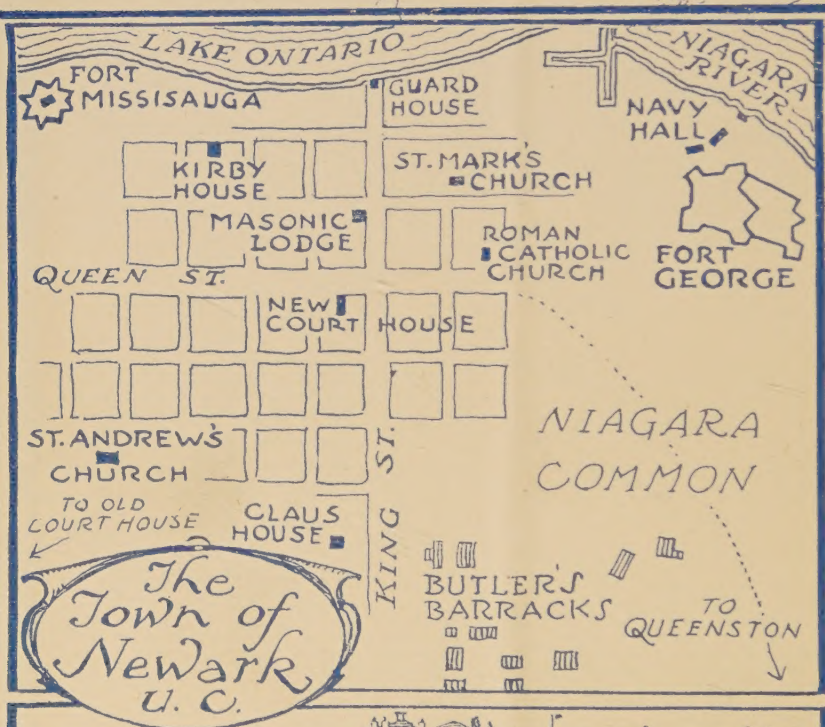 LAKE ONTARIO
NIAGARA
RIVER
FORT
MISSISAUGA
GUARD
HOUSE
NAVY
HALL
KIRBY
HOUSE
ST. MARK'S
CHURCH
MASONIC
LODGE
ROMAN
CATHOLIC
CHURCH
FORT
GEORGE
QUEEN ST.
NEW
COURT HOUSE
NIAGARA
COMMON
ST. ANDREW'S
CHURCH
KING ST.
TO OLD
COURT HOUSE
CLAUS
HOUSE
BUTLER'S
BARRACKS
TO
QUEENSTON
The
Town of
Newark
U. C.